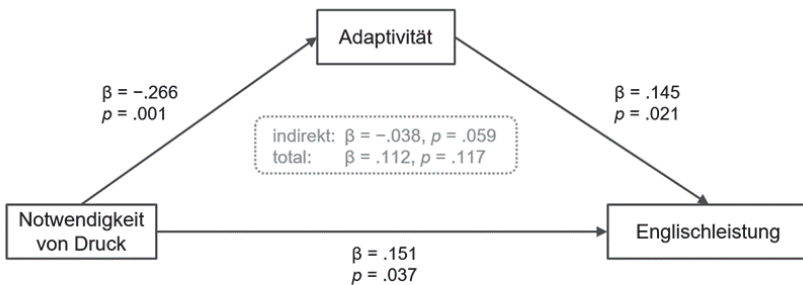 Adaptivität
β = −.266
p = .001
β = .145
p = .021
indirekt: β = −.038, p = .059
total: β = .112, p = .117
Notwendigkeit
von Druck
Englischleistung
β = .151
p = .037